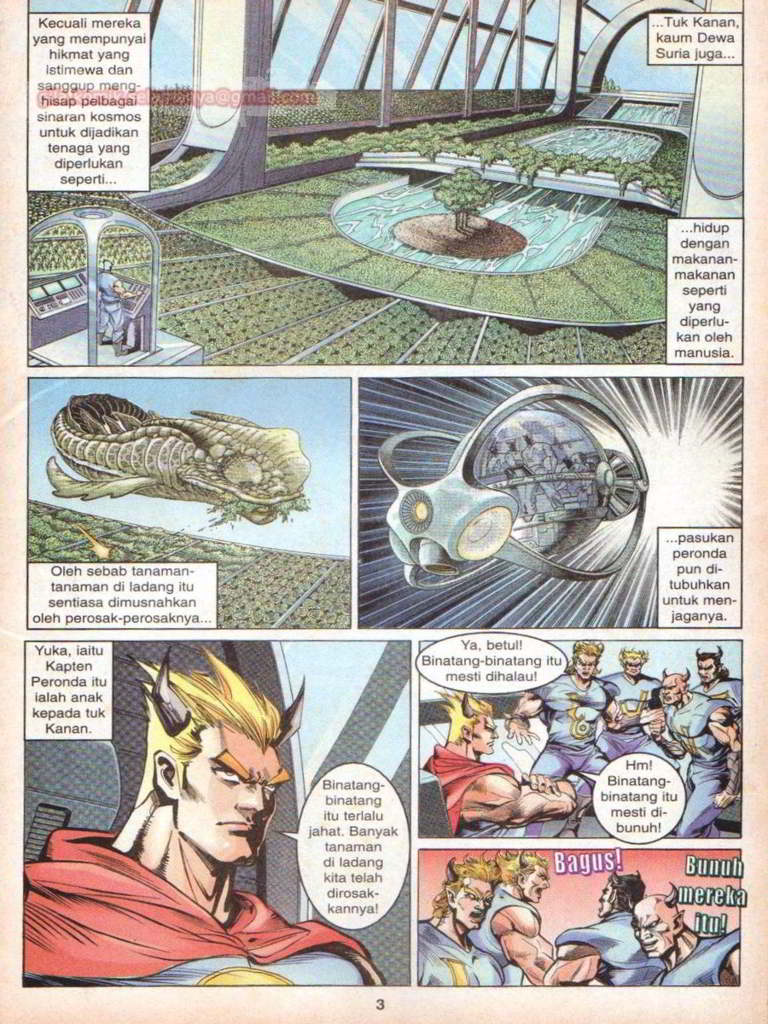 Kecuali mereka
yang mempunyai
hikmat yang
istimewa dan
sanggup meng-
hisap pelbagai
sinaran kosmos
untuk dijadikan
tenaga yang
diperlukan
seperti...
...Tuk Kanan,
kaum Dewa
Suria juga...
...hidup
dengan
makanan-
makanan
seperti
yang
diperlu-
kan oleh
manusia.
Oleh sebab tanaman-
tanaman di ladang itu
sentiasa dimusnahkan
oleh perosak-perosaknya...
...pasukan
peronda
pun di-
tubuhkan
untuk men-
jaganya.
Yuka, iaitu
Kapten
Peronda itu
ialah anak
kepada tuk
Kanan.
Binatang-
binatang
itu terlalu
jahat. Banyak
tanaman
di ladang
kita telah
dirosak-
kannya!
Ya, betul!
Binatang-binatang itu
mesti dihalau!
Hm!
Binatang-
binatang itu
mesti di-
bunuh!
Bagus!
Bunuh
mereka
itu!
3